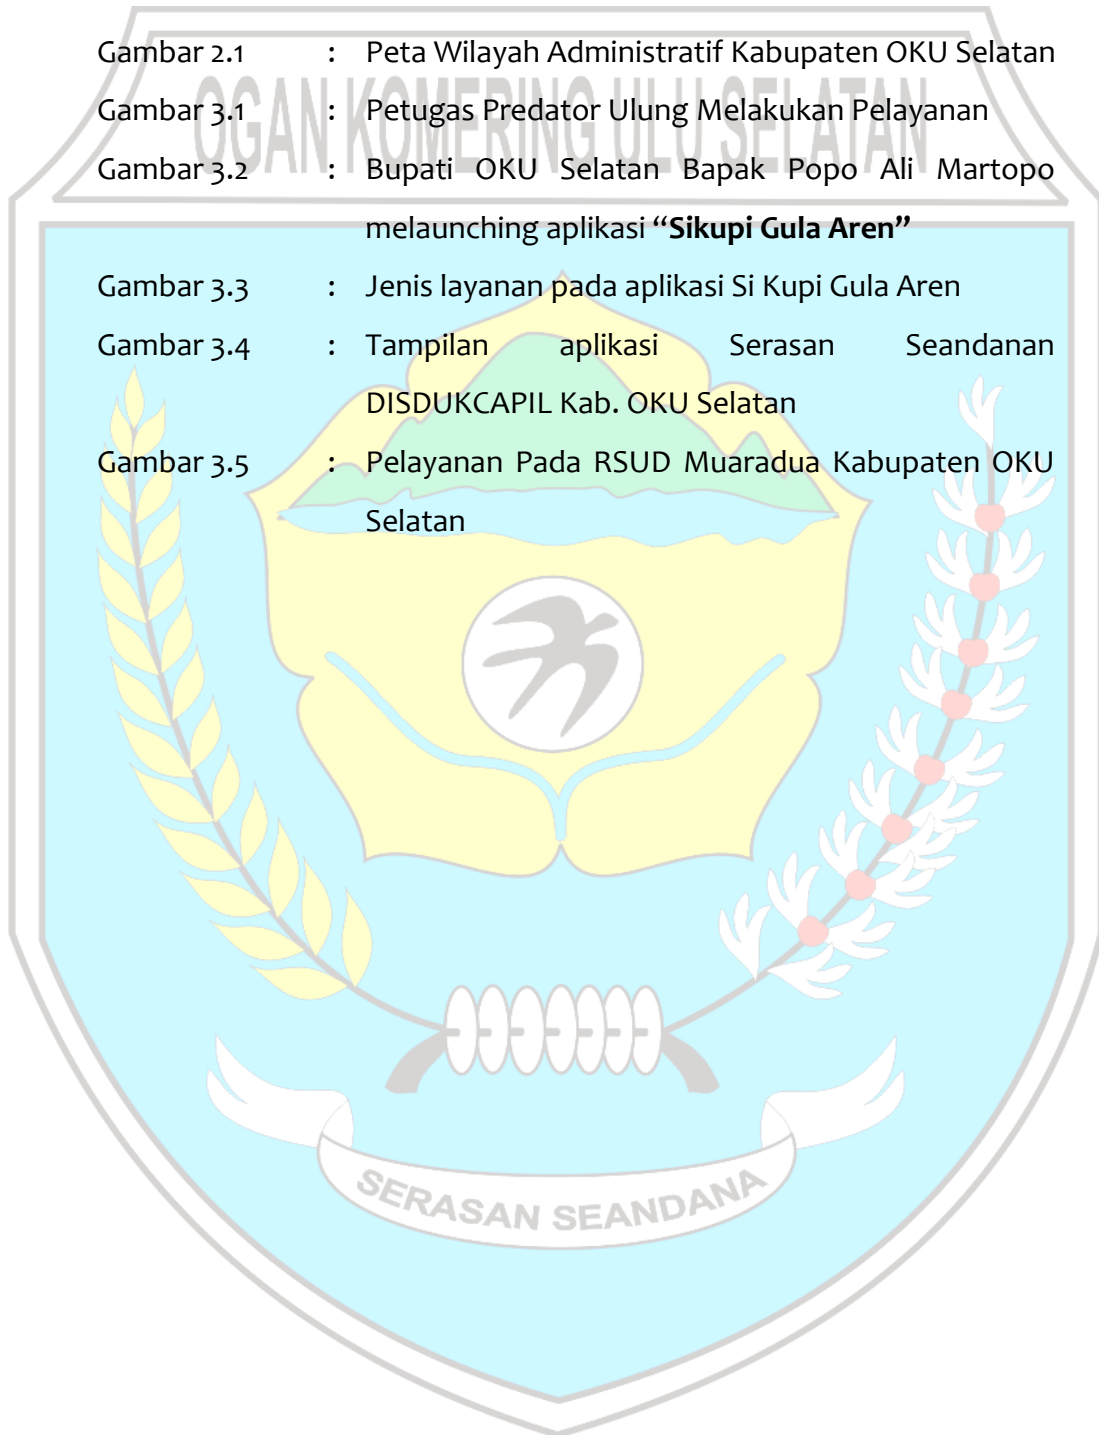 OGAN KOMERING ULU SELATAN
Gambar 2.1 : Peta Wilayah Administratif Kabupaten OKU Selatan
Gambar 3.1 : Petugas Predator Ulung Melakukan Pelayanan
Gambar 3.2 : Bupati OKU Selatan Bapak Popo Ali Martopo
melaunching aplikasi “Sikupi Gula Aren”
Gambar 3.3 : Jenis layanan pada aplikasi Si Kupi Gula Aren
Gambar 3.4 : Tampilan aplikasi Serasan Seandanan
DISDUKCAPIL Kab. OKU Selatan
Gambar 3.5 : Pelayanan Pada RSUD Muaradua Kabupaten OKU
Selatan
SERASAN SEANDANA